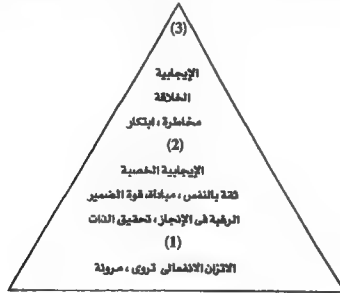 (3)
الإيجابية
الخلاقة
مخاطرة ، ابتكار
(2)
الإيجابية الخصبة
ثقة بالنفس ، مبادأة، قوة الضمير
الرغبة فى الإنجاز ، تحقيق الذات
(1)
الاتزان الانفعالى تروى ، مرونة